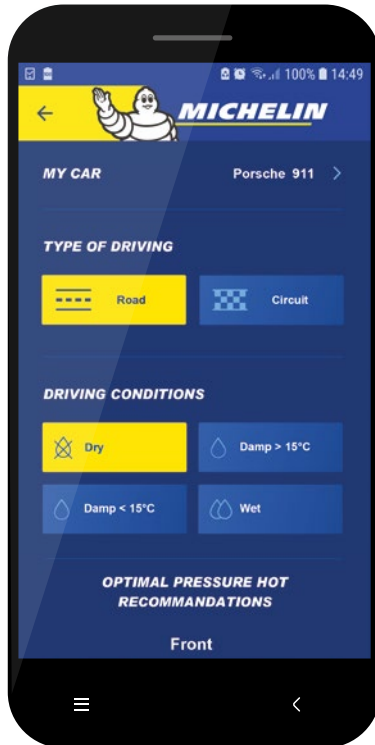 100% 14:49
MICHELIN
MY CAR Porsche 911
TYPE OF DRIVING
Road Circuit
DRIVING CONDITIONS
Dry Damp > 15°C
Damp < 15°C Wet
OPTIMAL PRESSURE HOT
RECOMMANDATIONS
Front